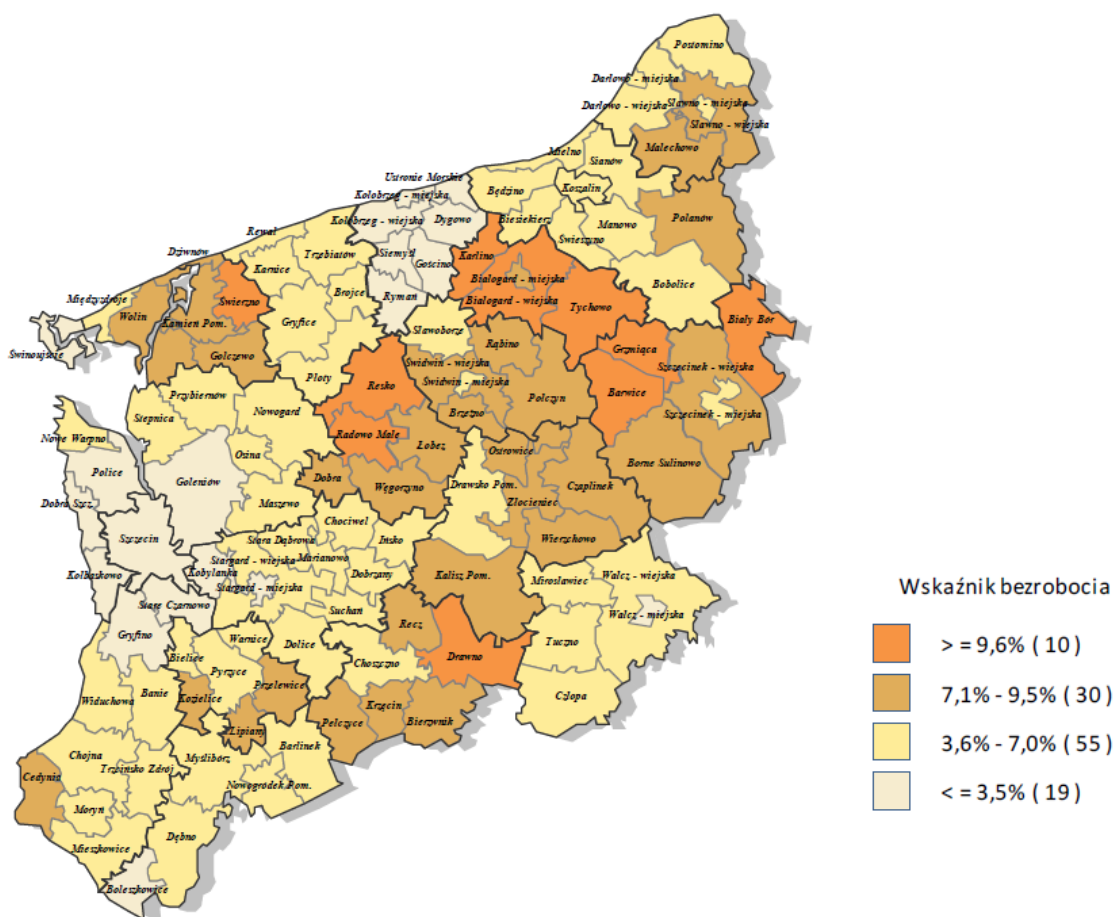 Postomino
Darłowo - miejska
Darłowo - wiejska
Sławno - miejska
Sławno - wiejska
Malechowo
Mielno
Sianów
Ustronie Morskie
Kołobrzeg - miejska
Będzino
Koszalin
Kołobrzeg - wiejska
Dygowo
Biesiekierz
Manowo
Polanów
Rewal
Świeszyno
Dziwnów
Trzebiatów
Siemyśl
Gościno
Karlino
Karnice
Białogard - miejska
Bobolice
Międzyzdroje
Świerzno
Brojce
Rymań
Białogard - wiejska
Tychowo
Wolin
Kamień Pom.
Gryfice
Sławoborze
Biały Bór
Świnoujście
Golczewo
Rąbino
Grzmiąca
Świdwin - wiejska
Szczecinek - wiejska
Płoty
Resko
Świdwin - miejska
Połczyn
Barwice
Przybiernów
Nowogard
Brzeżno
Szczecinek - miejska
Stepnica
Radowo Małe
Łobez
Nowe Warpno
Osina
Ostrowice
Borne Sulinowo
Police
Goleniów
Dobra
Węgorzyno
Drawsko Pom.
Czaplinek
Dobra Szcz.
Maszewo
Złocieniec
Chociwel
Szczecin
Stara Dąbrowa
Ińsko
Wierzchowo
Stargard - wiejska
Marianowo
Kołbaskowo
Kobylanka
Dobrzany
Kalisz Pom.
Mirosławiec
Wałcz - wiejska
Stargard - miejska
Stare Czarnowo
Suchań
Wałcz - miejska
Gryfino
Warnice
Dolice
Recz
Tuczno
Bielice
Pyrzyce
Choszczno
Drawno
Przelewice
Widuchowa
Banie
Kozielice
Człopa
Krzęcin
Pełczyce
Bierzwnik
Lipiany
Chojna
Myślibórz
Barlinek
Cedynia
Trzcińsko Zdrój
Nowogródek Pom.
Moryń
Dębno
Mieszkowice
Boleszkowice
Wskaźnik bezrobocia
> = 9,6% ( 10 )
7,1% - 9,5% ( 30 )
3,6% - 7,0% ( 55 )
< = 3,5% ( 19 )